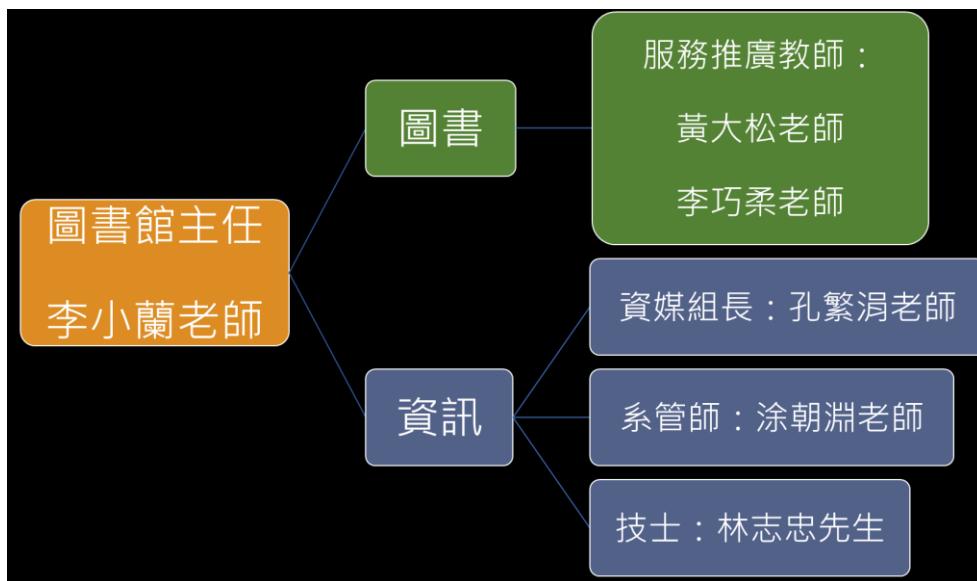 圖書館主任
李小蘭老師
圖書
服務推廣教師：
黃大松老師
李巧柔老師
資訊
資媒組長：孔繁涓老師
系管師：涂朝淵老師
技士：林志忠先生